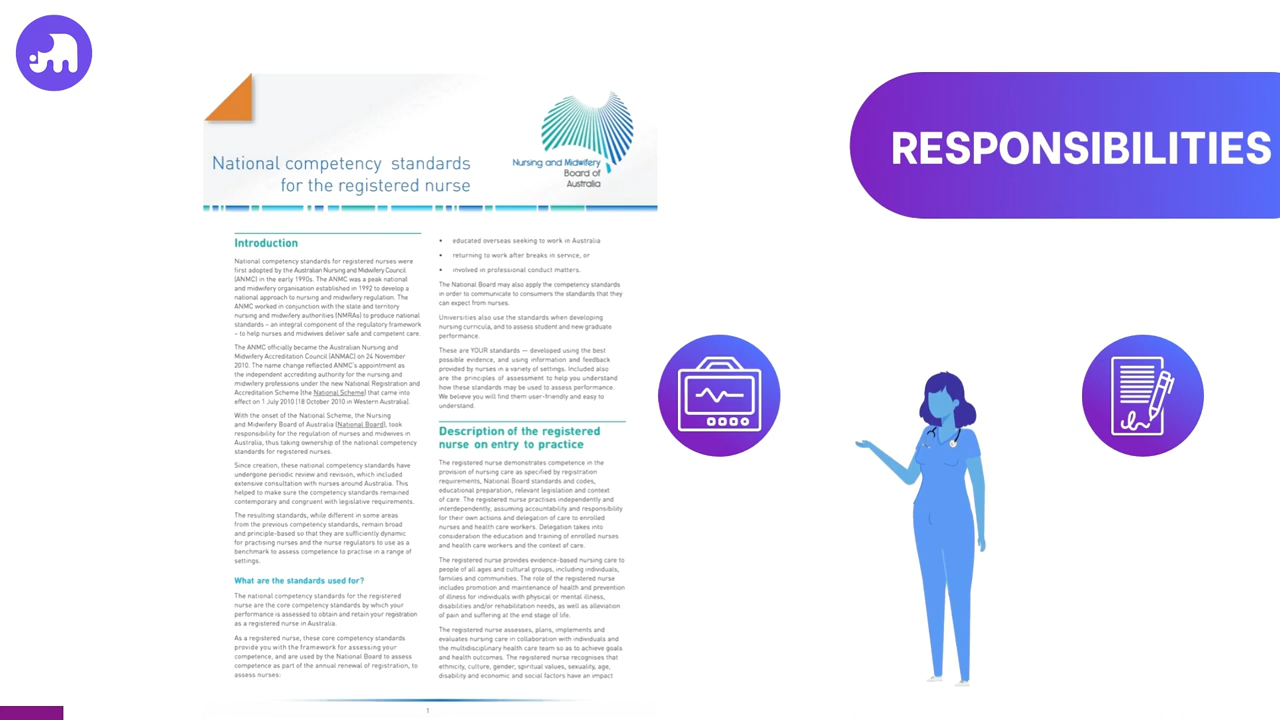 RESPONSIBILITIES
National competency standards
for the registered nurse
Nursing and Midwifery
Board of
Australia
Introduction
National competency standards for registered nurses were
first adopted by the Australian Nursing and Midwifery Council
(ANMC) in the early 1990s. The ANMC was a peak national
and midwifery organisation established in 1992 to develop a
national approach to nursing and midwifery regulation. The
ANMC worked in conjunction with the state and territory
nursing and midwifery authorities (NMRAs) to produce national
standards – an integral component of the regulatory framework
– to help nurses and midwives deliver safe and competent care.
The ANMC officially became the Australian Nursing and
Midwifery Accreditation Council (ANMAC) on 24 November
2010. The name change reflected ANMC's appointment as
the independent accrediting authority for the nursing and
midwifery professions under the new National Registration and
Accreditation Scheme (the National Scheme) that came into
effect on 1 July 2010 (18 October 2010 in Western Australia).
With the onset of the National Scheme, the Nursing
and Midwifery Board of Australia (National Board), took
responsibility for the regulation of nurses and midwives in
Australia, thus taking ownership of the national competency
standards for registered nurses.
Since creation, these national competency standards have
undergone periodic review and revision, which included
extensive consultation with nurses around Australia. This
helped to make sure the competency standards remained
contemporary and congruent with legislative requirements.
The resulting standards, while different in some areas
from the previous competency standards, remain broad
and principle-based so that they are sufficiently dynamic
for practising nurses and the nurse regulators to use as a
benchmark to assess competence to practise in a range of
settings.
What are the standards used for?
The national competency standards for the registered
nurse are the core competency standards by which your
performance is assessed to obtain and retain your registration
as a registered nurse in Australia.
As a registered nurse, these core competency standards
provide you with the framework for assessing your
competence, and are used by the National Board to assess
competence as part of the annual renewal of registration, to
assess nurses:
• educated overseas seeking to work in Australia
• returning to work after breaks in service, or
• involved in professional conduct matters.
The National Board may also apply the competency standards
in order to communicate to consumers the standards that they
can expect from nurses.
Universities also use the standards when developing
nursing curricula, and to assess student and new graduate
performance.
These are YOUR standards — developed using the best
possible evidence, and using information and feedback
provided by nurses in a variety of settings. Included also
are the principles of assessment to help you understand
how these standards may be used to assess performance.
We believe you will find them user-friendly and easy to
understand.
Description of the registered
nurse on entry to practice
The registered nurse demonstrates competence in the
provision of nursing care as specified by registration
requirements, National Board standards and codes,
educational preparation, relevant legislation and context
of care. The registered nurse practises independently and
interdependently, assuming accountability and responsibility
for their own actions and delegation of care to enrolled
nurses and health care workers. Delegation takes into
consideration the education and training of enrolled nurses
and health care workers and the context of care.
The registered nurse provides evidence-based nursing care to
people of all ages and cultural groups, including individuals,
families and communities. The role of the registered nurse
includes promotion and maintenance of health and prevention
of illness for individuals with physical or mental illness,
disabilities and/or rehabilitation needs, as well as alleviation
of pain and suffering at the end stage of life.
The registered nurse assesses, plans, implements and
evaluates nursing care in collaboration with individuals and
the multidisciplinary health care team so as to achieve goals
and health outcomes. The registered nurse recognises that
ethnicity, culture, gender, spiritual values, sexuality, age,
disability and economic and social factors have an impact
1